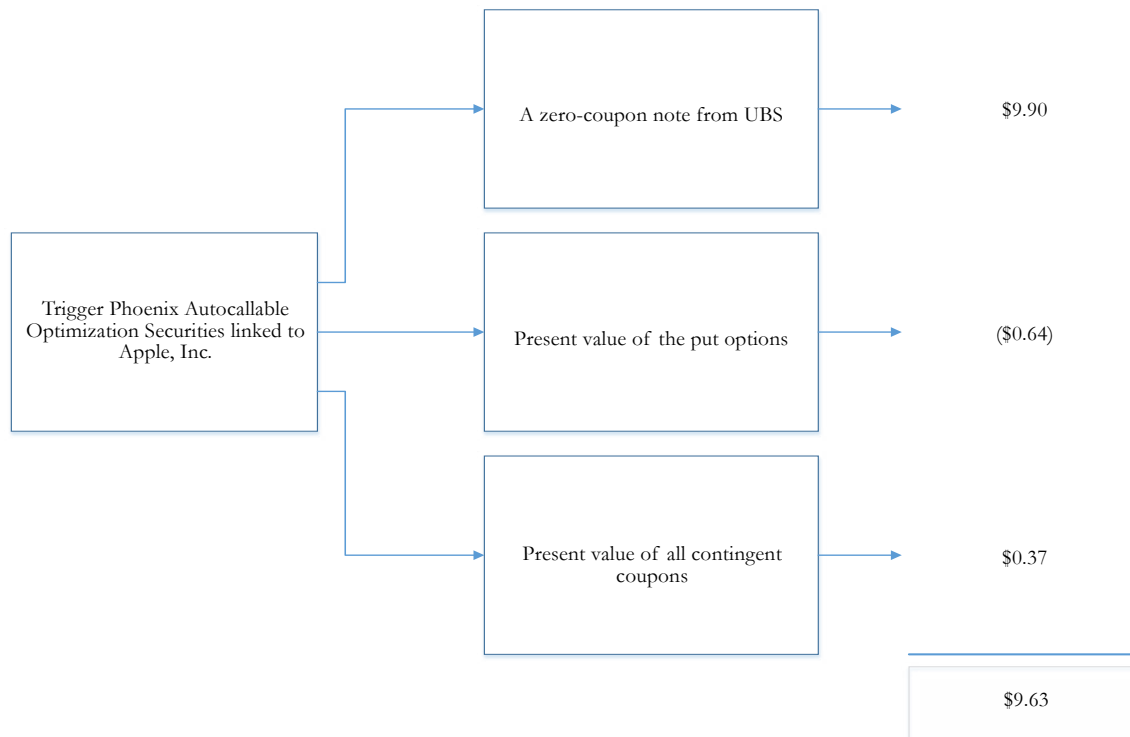 A zero-coupon note from UBS
$9.90
Trigger Phoenix Autocallable
Optimization Securities linked to
Apple, Inc.
Present value of the put options
($0.64)
Present value of all contingent
coupons
$0.37
$9.63